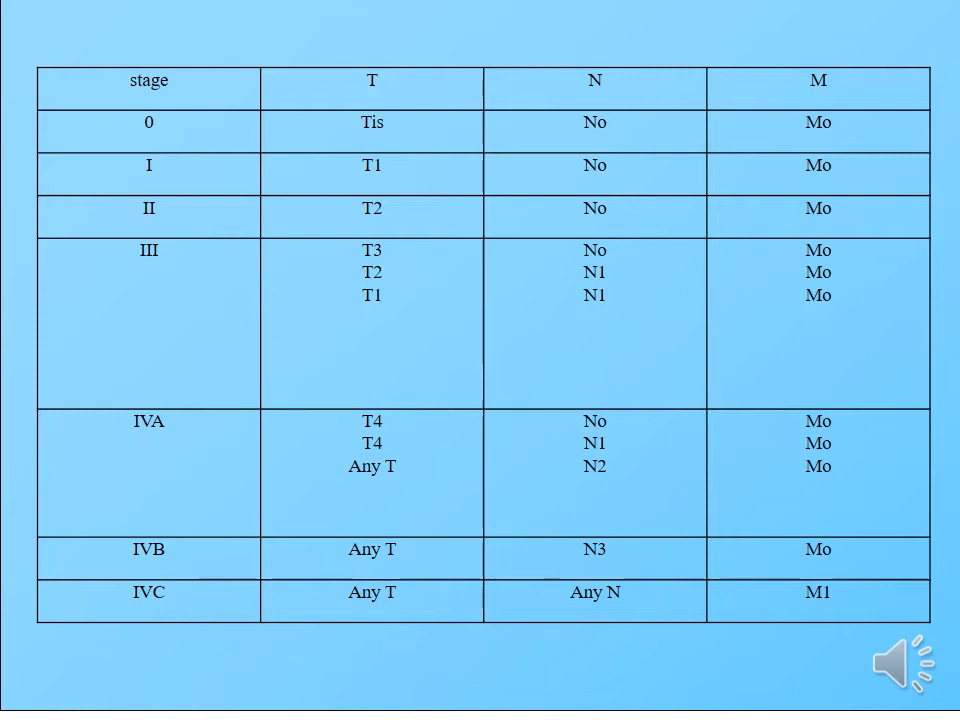 stage T N M
0 Tis No Mo
I T1 No Mo
II T2 No Mo
III T3 No Mo
T2 N1 Mo
T1 N1 Mo
IVA T4 No Mo
T4 N1 Mo
Any T N2 Mo
IVB Any T N3 Mo
IVC Any T Any N M1